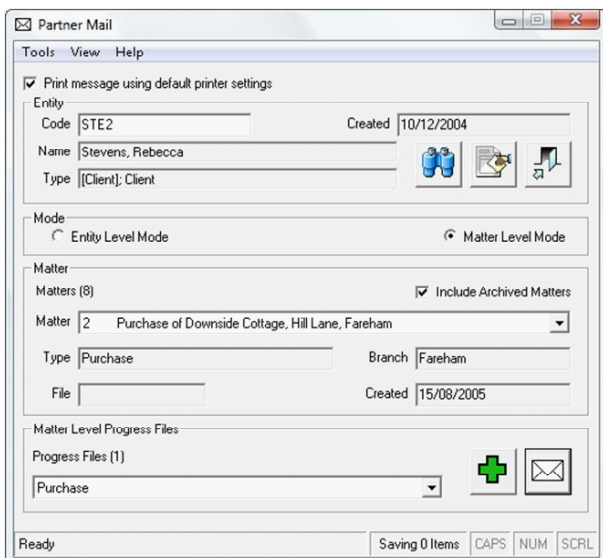 Partner Mail
Tools View Help
Print message using default printer settings
Entity
Code STE2 Created 10/12/2004
Name Stevens, Rebecca
Type [Client]; Client
Mode
Entity Level Mode Matter Level Mode
Matter
Matters (8) Include Archived Matters
Matter 2 Purchase of Downside Cottage, Hill Lane, Fareham
Type Purchase Branch Fareham
File Created 15/08/2005
Matter Level Progress Files
Progress Files (1)
Purchase
Ready Saving 0 Items CAPS NUM SCRL